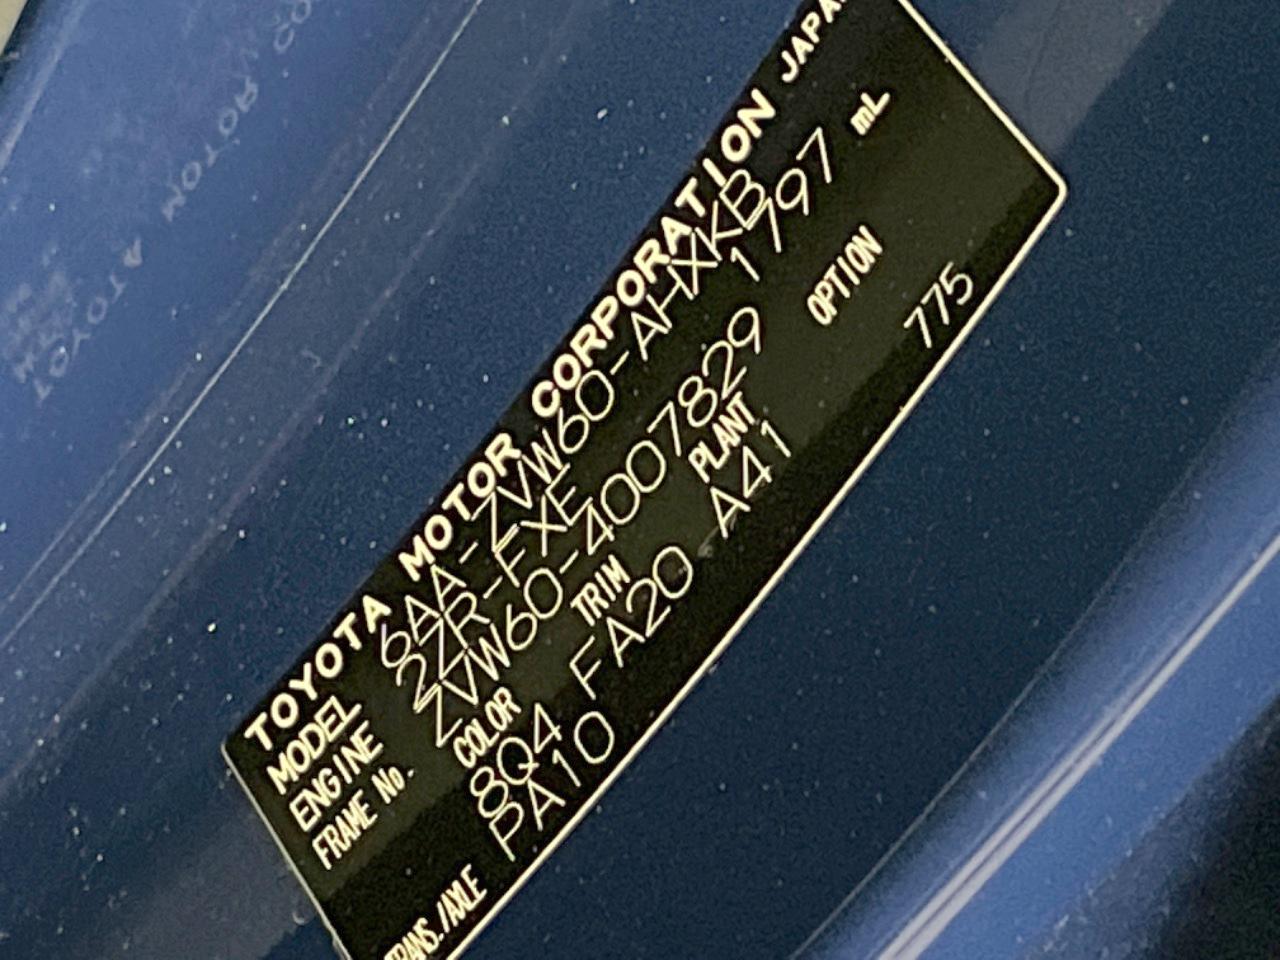 TOYOTA MOTOR CORPORATION JAPAN
MODEL 6AA-ZVW60-AHXKB
ENGINE 2ZR-FXE 1797 mL
FRAME No. ZVW60-4007829
COLOR TRIM PLANT OPTION
8Q4 FA20 A41 775
PA10
TRANS./AXLE